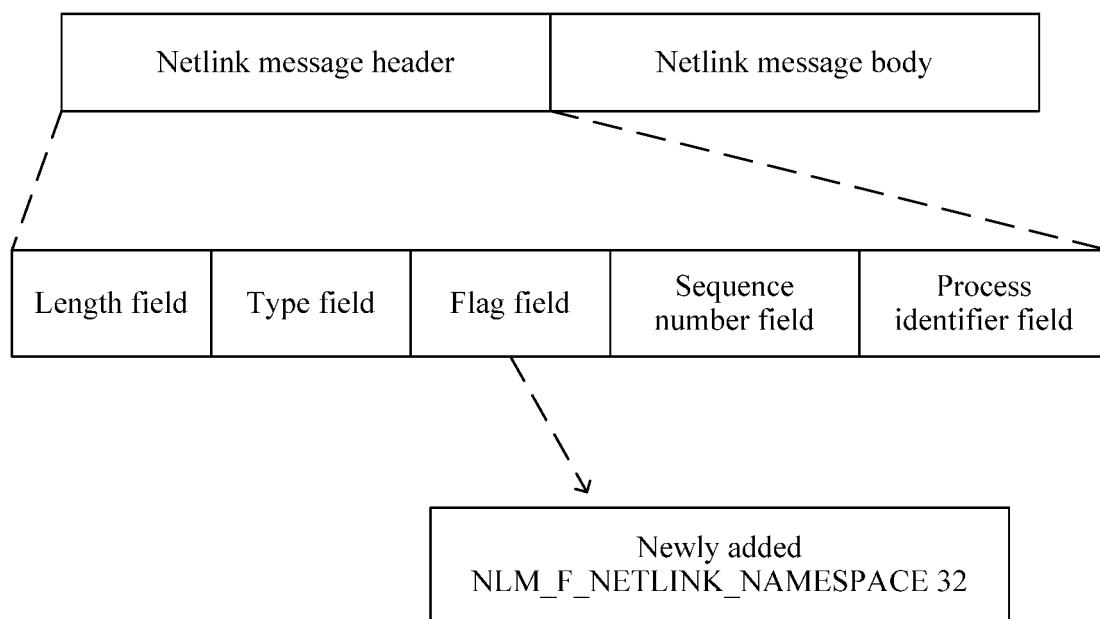 Netlink message header
Netlink message body
Length field
Type field
Flag field
Sequence
number field
Process
identifier field
Newly added
NLM_F_NETLINK_NAMESPACE 32